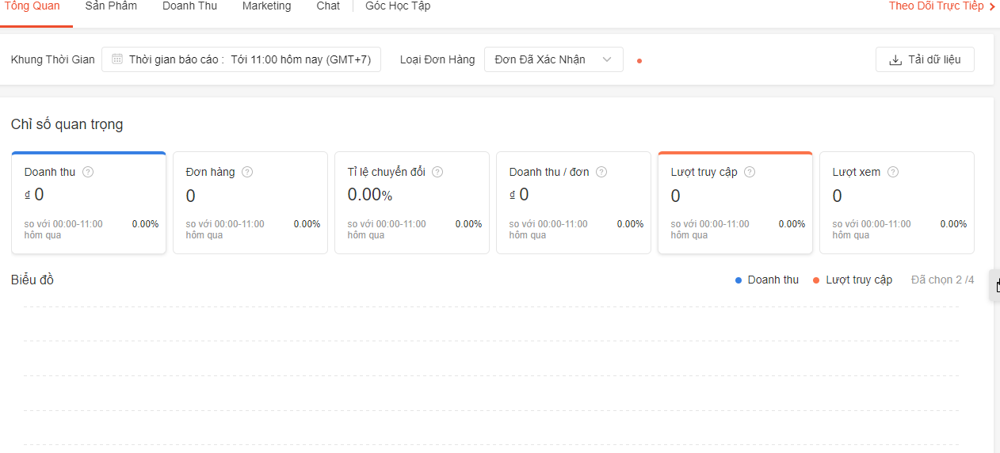 Tổng Quan Sản Phẩm Doanh Thu Marketing Chat Góc Học Tập Theo Dõi Trực Tiếp
Khung Thời Gian Thời gian báo cáo : Tới 11:00 hôm nay (GMT+7) Loại Đơn Hàng Đơn Đã Xác Nhận Tải dữ liệu
Chỉ số quan trọng
Doanh thu Đơn hàng Tỉ lệ chuyển đổi Doanh thu / đơn Lượt truy cập Lượt xem
₫ 0 0 0.00% ₫ 0 0 0
so với 00:00-11:00 0.00% so với 00:00-11:00 0.00% so với 00:00-11:00 0.00% so với 00:00-11:00 0.00% so với 00:00-11:00 0.00% so với 00:00-11:00 0.00%
hôm qua hôm qua hôm qua hôm qua hôm qua hôm qua
Biểu đồ Doanh thu Lượt truy cập Đã chọn 2 /4